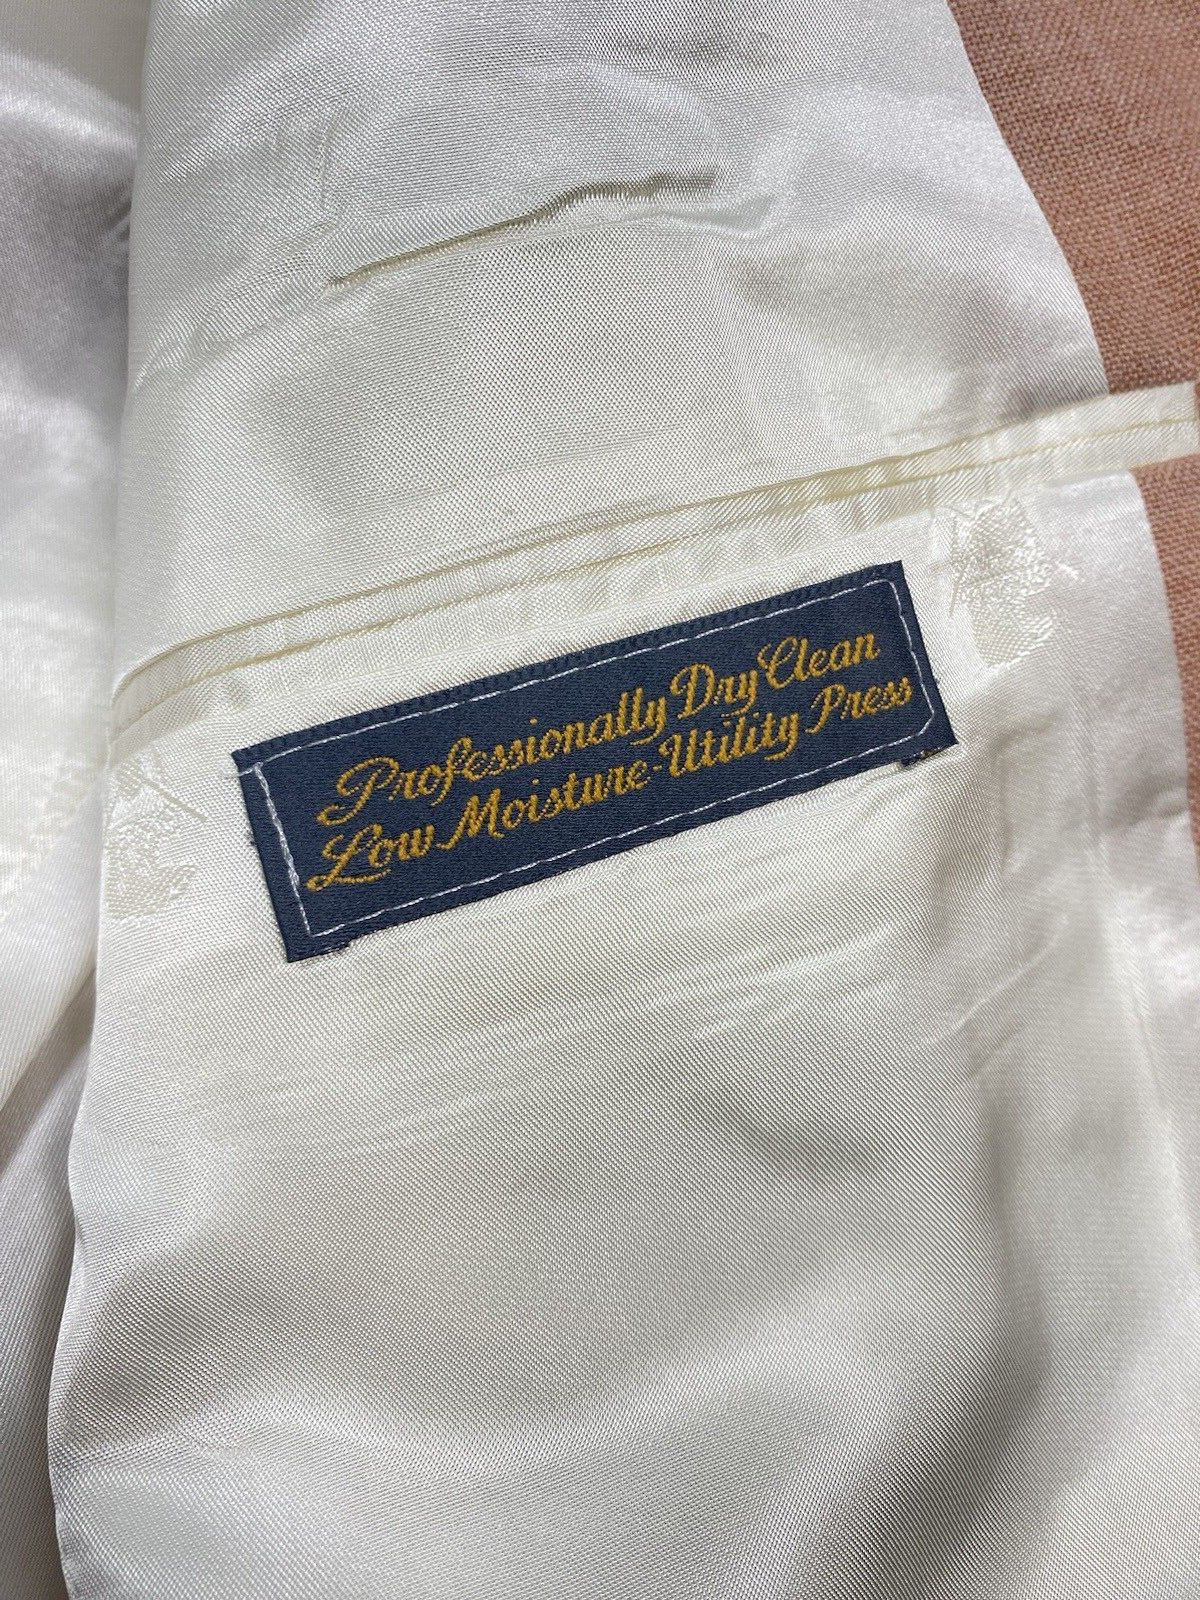 Professionally Dry Clean
Low Moisture-Utility Press